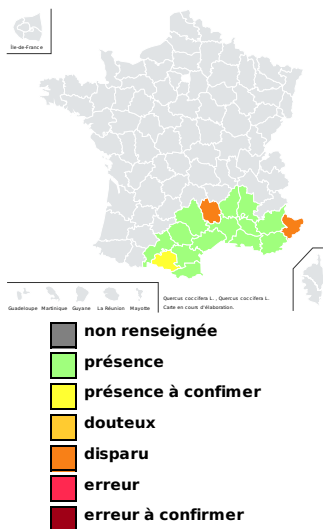 Île-de-France
Guadeloupe Martinique Guyane La Réunion Mayotte
Quercus coccifera L. , Quercus coccifera L.
Carte en cours d'élaboration.
non renseignée
présence
présence à confimer
douteux
disparu
erreur
erreur à confirmer